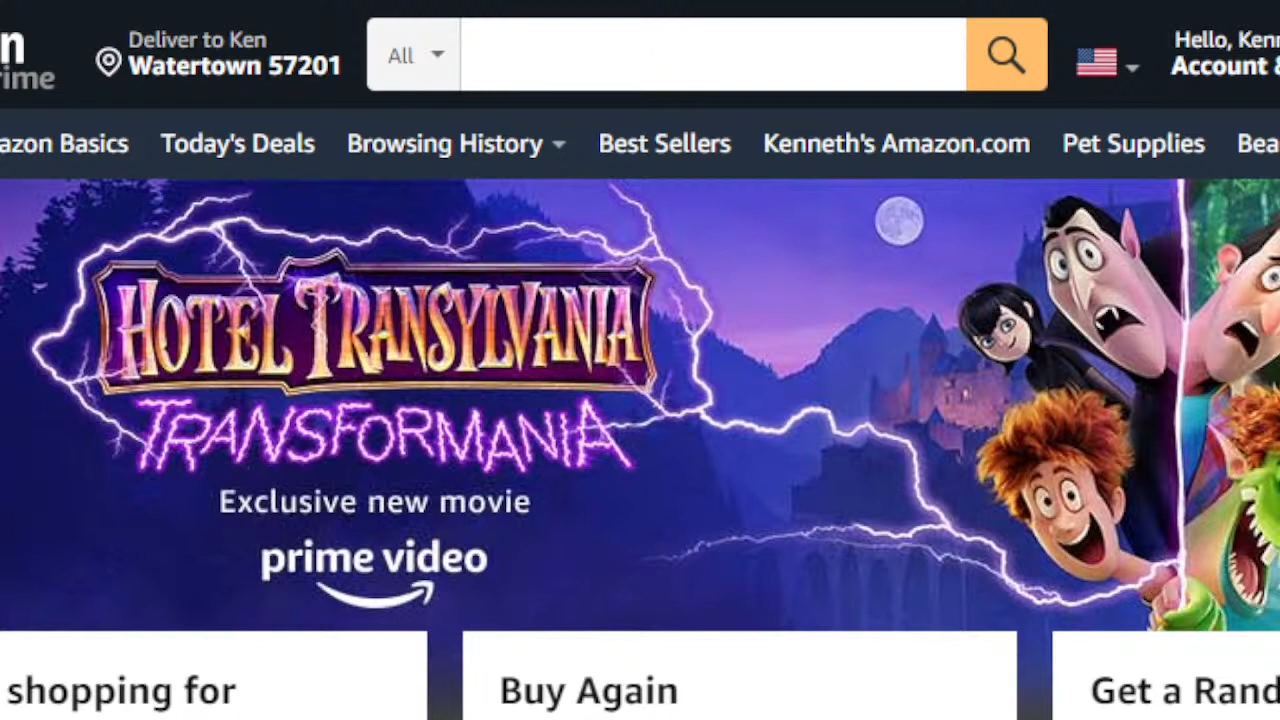 n
rime
Deliver to Ken
Watertown 57201
All
Hello, Kenn
Account &
azon Basics Today's Deals Browsing History Best Sellers Kenneth's Amazon.com Pet Supplies Bea
HOTEL TRANSYLVANIA
TRANSFORMANIA
Exclusive new movie
prime video
shopping for
Buy Again
Get a Rand